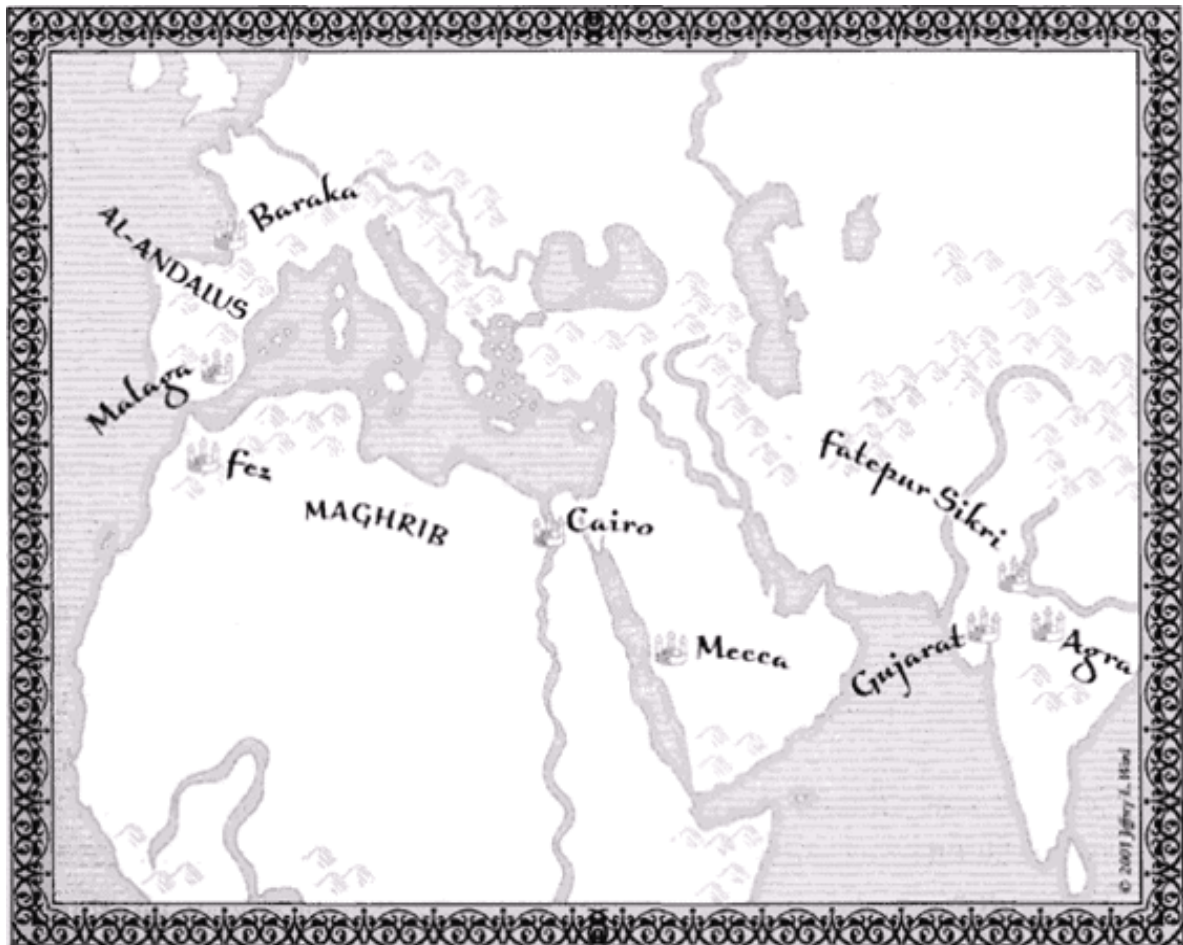 Baraka
AL-ANDALUS
Malaga
Fez
MAGHRIB
Cairo
Fatepur Sikri
Mecca
Gujarat
Agra
© 2001 Jeffrey L. Ward